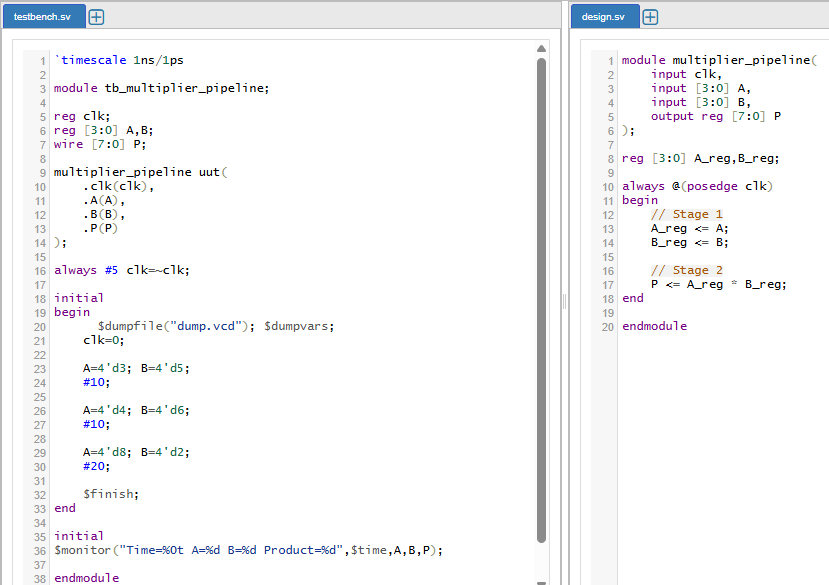 testbench.sv
1 `timescale 1ns/1ps
2
3 module tb_multiplier_pipeline;
4
5 reg clk;
6 reg [3:0] A,B;
7 wire [7:0] P;
8
9 multiplier_pipeline uut(
10     .clk(clk),
11     .A(A),
12     .B(B),
13     .P(P)
14 );
15
16 always #5 clk=~clk;
17
18 initial
19 begin
20       $dumpfile("dump.vcd"); $dumpvars;
21     clk=0;
22
23     A=4'd3; B=4'd5;
24     #10;
25
26     A=4'd4; B=4'd6;
27     #10;
28
29     A=4'd8; B=4'd2;
30     #20;
31
32     $finish;
33 end
34
35 initial
36 $monitor("Time=%0t A=%d B=%d Product=%d",$time,A,B,P);
37
38 endmodule
design.sv
1 module multiplier_pipeline(
2     input clk,
3     input [3:0] A,
4     input [3:0] B,
5     output reg [7:0] P
6 );
7
8 reg [3:0] A_reg,B_reg;
9
10 always @(posedge clk)
11 begin
12     // Stage 1
13     A_reg <= A;
14     B_reg <= B;
15
16     // Stage 2
17     P <= A_reg * B_reg;
18 end
19
20 endmodule